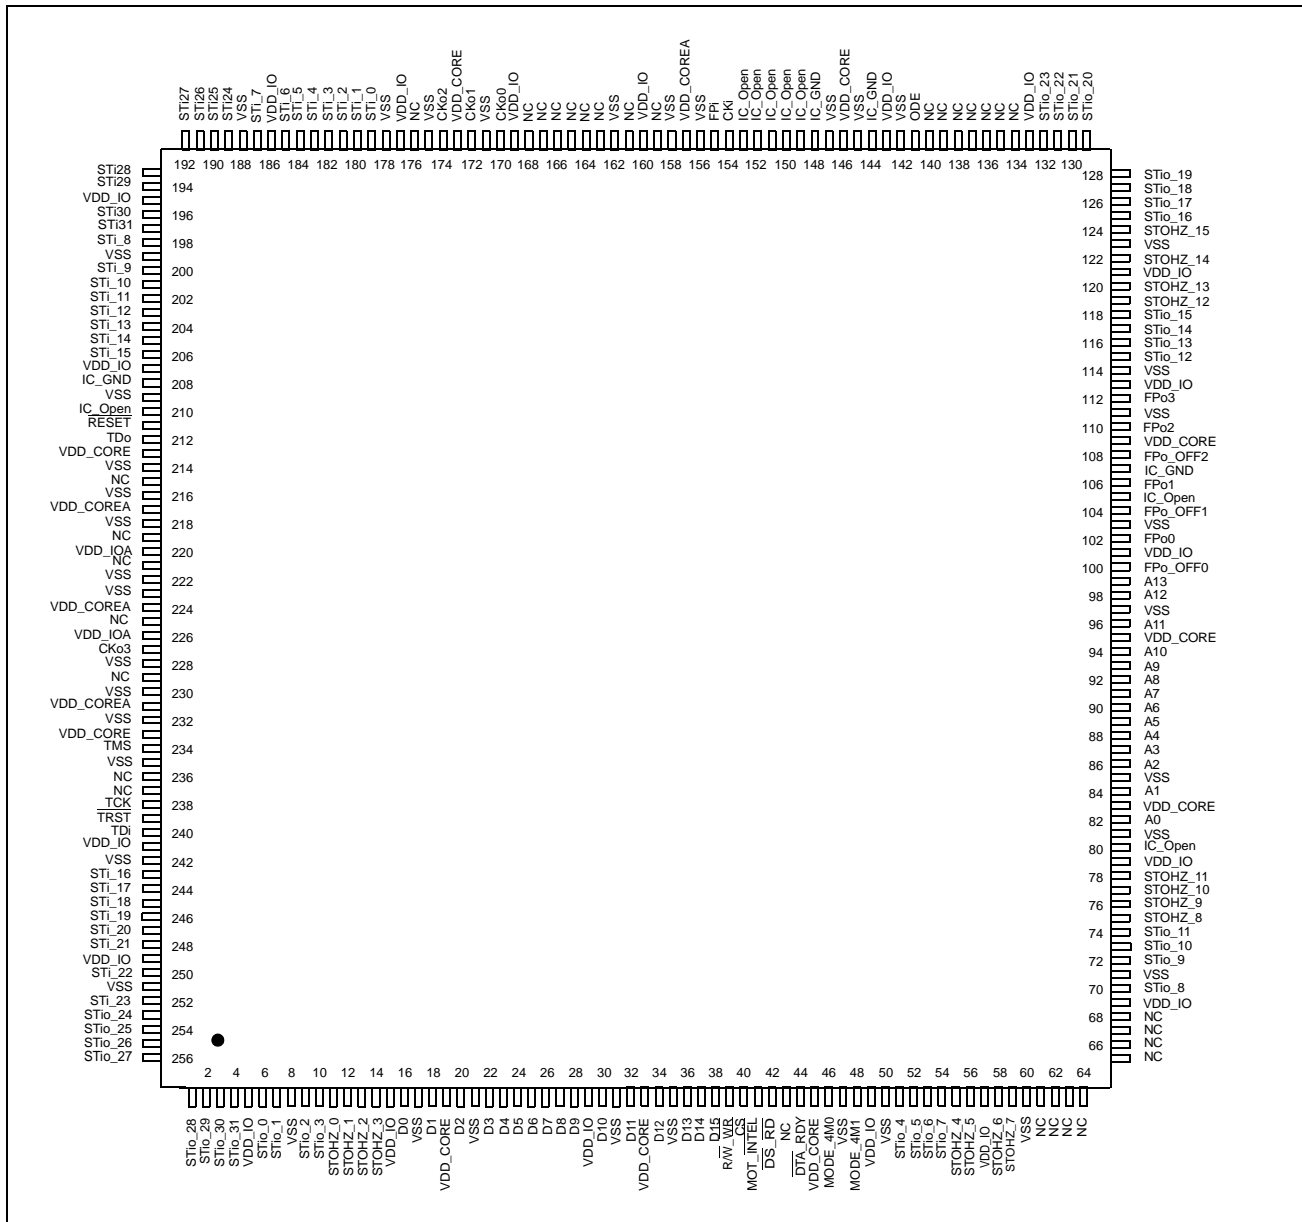 STi27 STi26 STi25 STi24 VSS STi_7 VDD_IO STi_6 STi_5 STi_4 STi_3 STi_2 STi_1 STi_0 VSS VDD_IO NC VSS CKo2 VDD_CORE CKo1 VSS CKo0 VDD_IO NC NC NC NC NC NC VSS NC VDD_IO NC VSS VDD_COREA VSS FPi CKi IC_Open IC_Open IC_Open IC_Open IC_Open IC_GND VSS VDD_CORE VSS IC_GND VDD_IO VSS ODE NC NC NC NC NC NC NC VDD_IO STio_23 STio_22 STio_21 STio_20
192 190 188 186 184 182 180 178 176 174 172 170 168 166 164 162 160 158 156 154 152 150 148 146 144 142 140 138 136 134 132 130
STi28
STi29
194
VDD_IO
STi30
196
STi31
STi_8
198
VSS
STi_9
200
STi_10
STi_11
202
STi_12
STi_13
204
STi_14
STi_15
206
VDD_IO
IC_GND
208
VSS
IC_Open
210
RESET
TDo
212
VDD_CORE
VSS
214
NC
VSS
216
VDD_COREA
VSS
218
NC
VDD_IOA
220
NC
VSS
222
VSS
VDD_COREA
224
NC
VDD_IOA
226
CKo3
VSS
228
NC
VSS
230
VDD_COREA
VSS
232
VDD_CORE
TMS
234
VSS
NC
236
NC
TCK
238
TRST
TDi
240
VDD_IO
VSS
242
STi_16
STi_17
244
STi_18
STi_19
246
STi_20
STi_21
248
VDD_IO
STi_22
250
VSS
STi_23
252
STio_24
STio_25
254
STio_26
STio_27
256
128 STio_19
STio_18
126 STio_17
STio_16
124 STOHZ_15
VSS
122 STOHZ_14
VDD_IO
120 STOHZ_13
STOHZ_12
118 STio_15
STio_14
116 STio_13
STio_12
114 VSS
VDD_IO
112 FPo3
VSS
110 FPo2
VDD_CORE
108 FPo_OFF2
IC_GND
106 FPo1
IC_Open
104 FPo_OFF1
VSS
102 FPo0
VDD_IO
100 FPo_OFF0
A13
98 A12
VSS
96 A11
VDD_CORE
94 A10
A9
92 A8
A7
90 A6
A5
88 A4
A3
86 A2
VSS
84 A1
VDD_CORE
82 A0
VSS
80 IC_Open
VDD_IO
78 STOHZ_11
STOHZ_10
76 STOHZ_9
STOHZ_8
74 STio_11
STio_10
72 STio_9
VSS
70 STio_8
VDD_IO
68 NC
NC
66 NC
NC
2 4 6 8 10 12 14 16 18 20 22 24 26 28 30 32 34 36 38 40 42 44 46 48 50 52 54 56 58 60 62 64
STio_28 STio_29 STio_30 STio_31 VDD_IO STio_0 STio_1 VSS STio_2 STio_3 STOHZ_0 STOHZ_1 STOHZ_2 STOHZ_3 VDD_IO D0 VSS D1 VDD_CORE D2 VSS D3 D4 D5 D6 D7 D8 D9 VDD_IO D10 VSS D11 VDD_CORE D12 VSS D13 D14 D15 R/W_WR CS MOT_INTEL DS_RD NC DTA_RDY VDD_CORE MODE_4M0 VSS MODE_4M1 VDD_IO VSS STio_4 STio_5 STio_6 STio_7 STOHZ_4 STOHZ_5 VDD_IO STOHZ_6 STOHZ_7 VSS NC NC NC NC